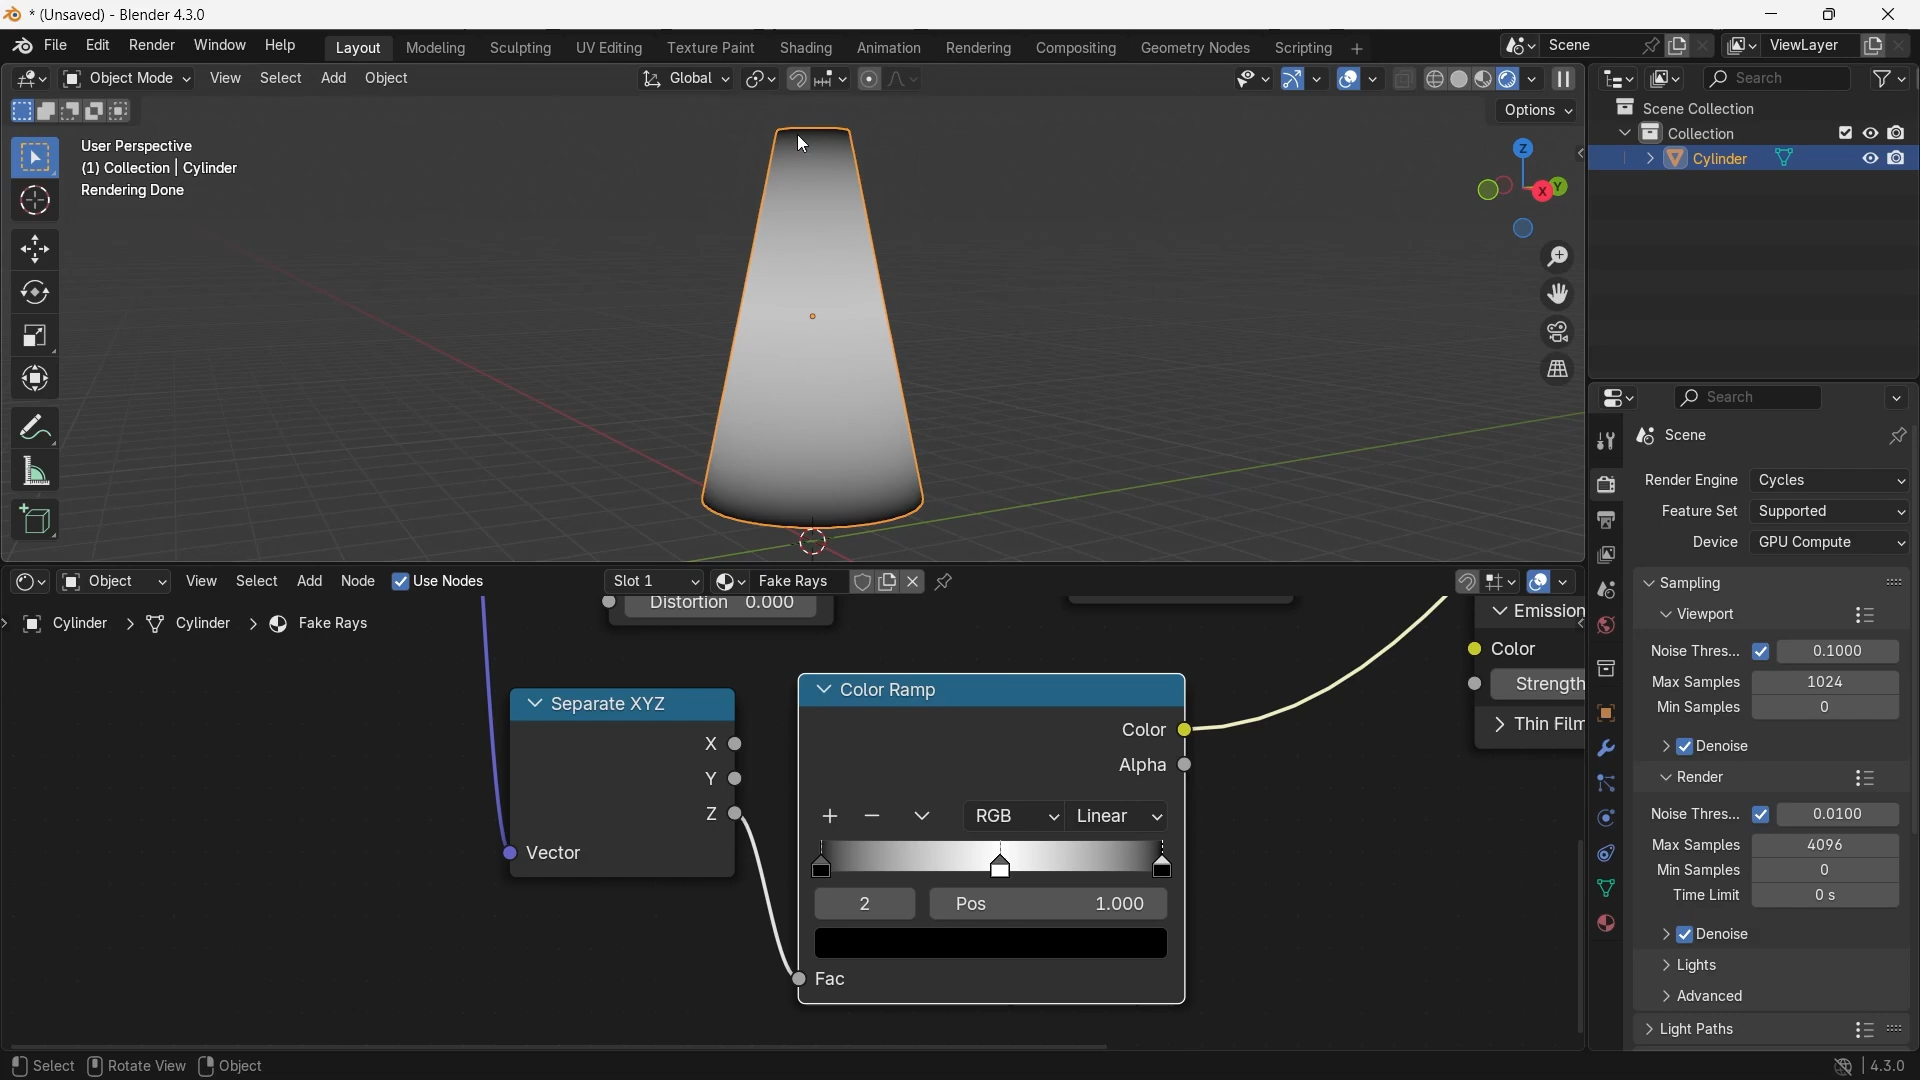 * (Unsaved) - Blender 4.3.0
File Edit Render Window Help Layout Modeling Sculpting UV Editing Texture Paint Shading Animation Rendering Compositing Geometry Nodes Scripting + Scene ViewLayer
Object Mode View Select Add Object Global Search
Options
User Perspective
(1) Collection | Cylinder
Rendering Done
Z
Y
X
Scene Collection
Collection
Cylinder
Search
Scene
Render Engine Cycles
Feature Set Supported
Device GPU Compute
Sampling
Viewport
Noise Thres... 0.1000
Max Samples 1024
Min Samples 0
Denoise
Render
Noise Thres... 0.0100
Max Samples 4096
Min Samples 0
Time Limit 0 s
Denoise
Lights
Advanced
Light Paths
Object View Select Add Node Use Nodes Slot 1 Fake Rays
Cylinder > Cylinder > Fake Rays
Distortion 0.000
Emission
Color
Strength
Thin Film
Separate XYZ
X
Y
Z
Vector
Color Ramp
Color
Alpha
RGB Linear
2 Pos 1.000
Fac
Select Rotate View Object 4.3.0